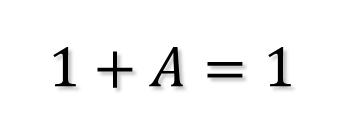 1 + A = 1